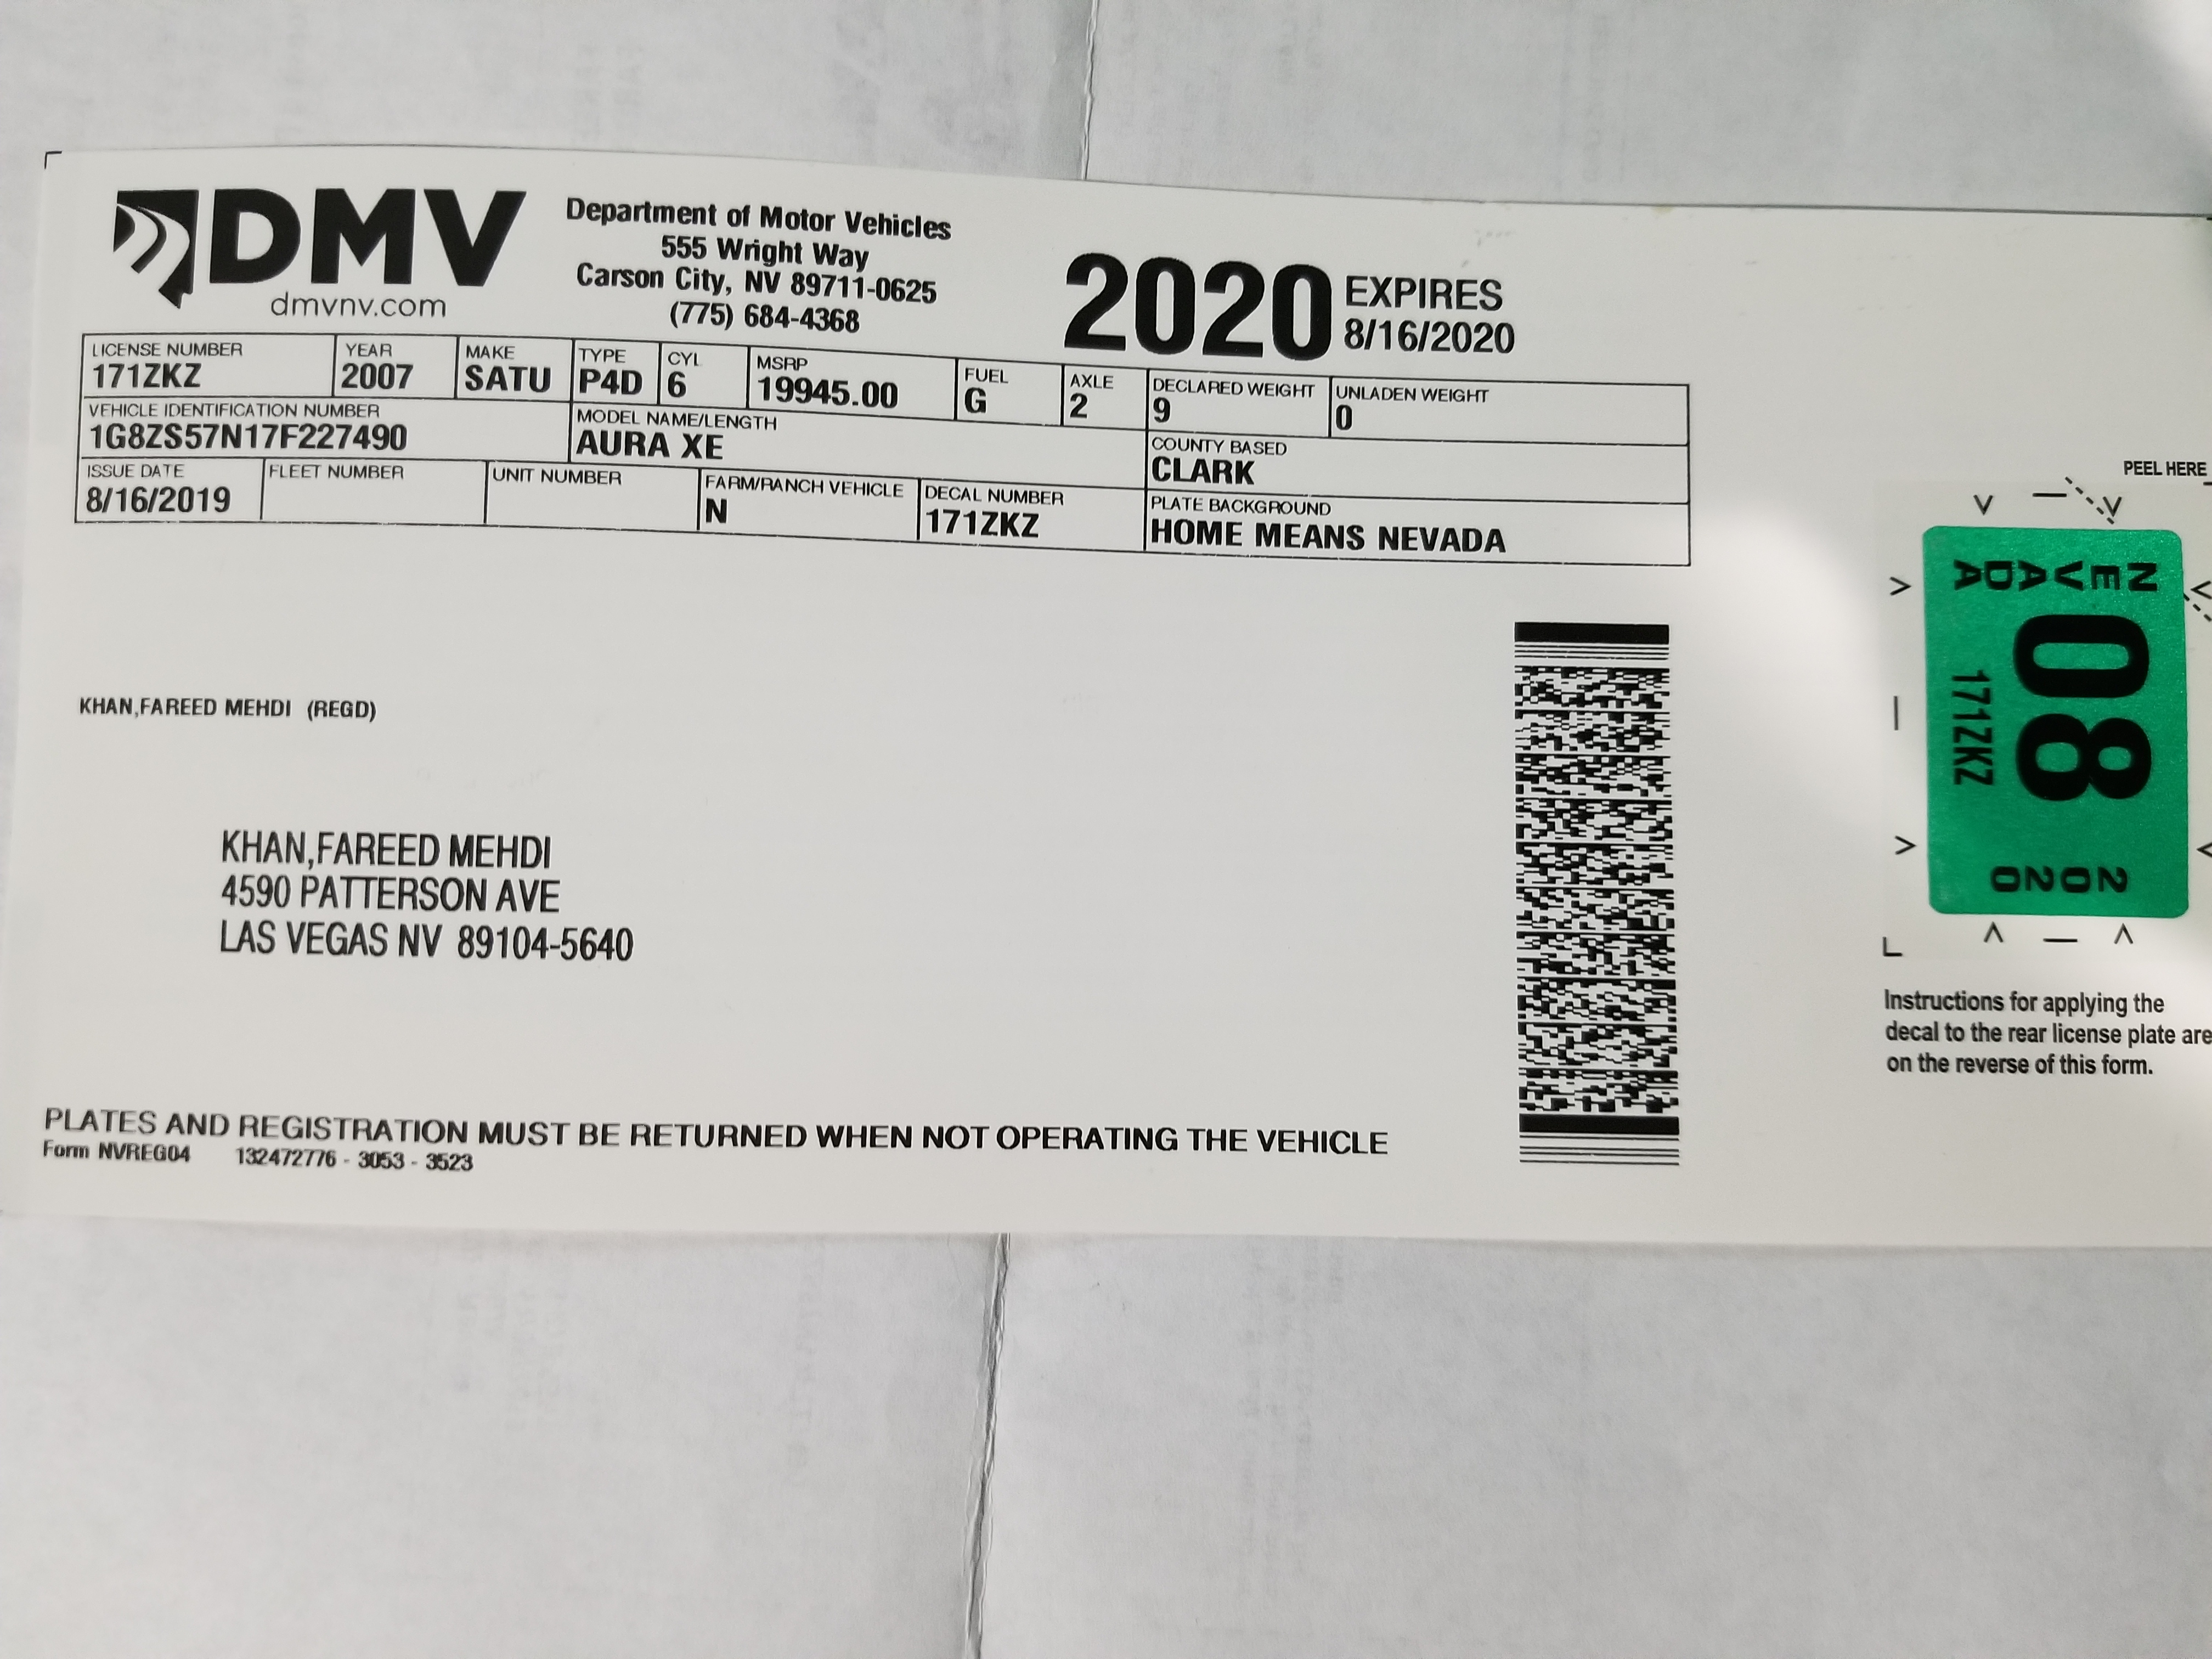 DMV
dmvnv.com
Department of Motor Vehicles
555 Wright Way
Carson City, NV 89711-0625
(775) 684-4368
2020 EXPIRES
8/16/2020
LICENSE NUMBER YEAR MAKE TYPE CYL MSRP FUEL AXLE DECLARED WEIGHT UNLADEN WEIGHT
171ZKZ 2007 SATU P4D 6 19945.00 G 2 9 0
VEHICLE IDENTIFICATION NUMBER MODEL NAME/LENGTH COUNTY BASED
1G8ZS57N17F227490 AURA XE CLARK
ISSUE DATE FLEET NUMBER UNIT NUMBER FARM/RANCH VEHICLE DECAL NUMBER PLATE BACKGROUND
8/16/2019 N 171ZKZ HOME MEANS NEVADA
KHAN,FAREED MEHDI (REGD)
KHAN,FAREED MEHDI
4590 PATTERSON AVE
LAS VEGAS NV 89104-5640
PLATES AND REGISTRATION MUST BE RETURNED WHEN NOT OPERATING THE VEHICLE
Form NVREG04 132472776 - 3053 - 3523
PEEL HERE
NEVADA
171ZKZ
08
2020
Instructions for applying the
decal to the rear license plate are
on the reverse of this form.